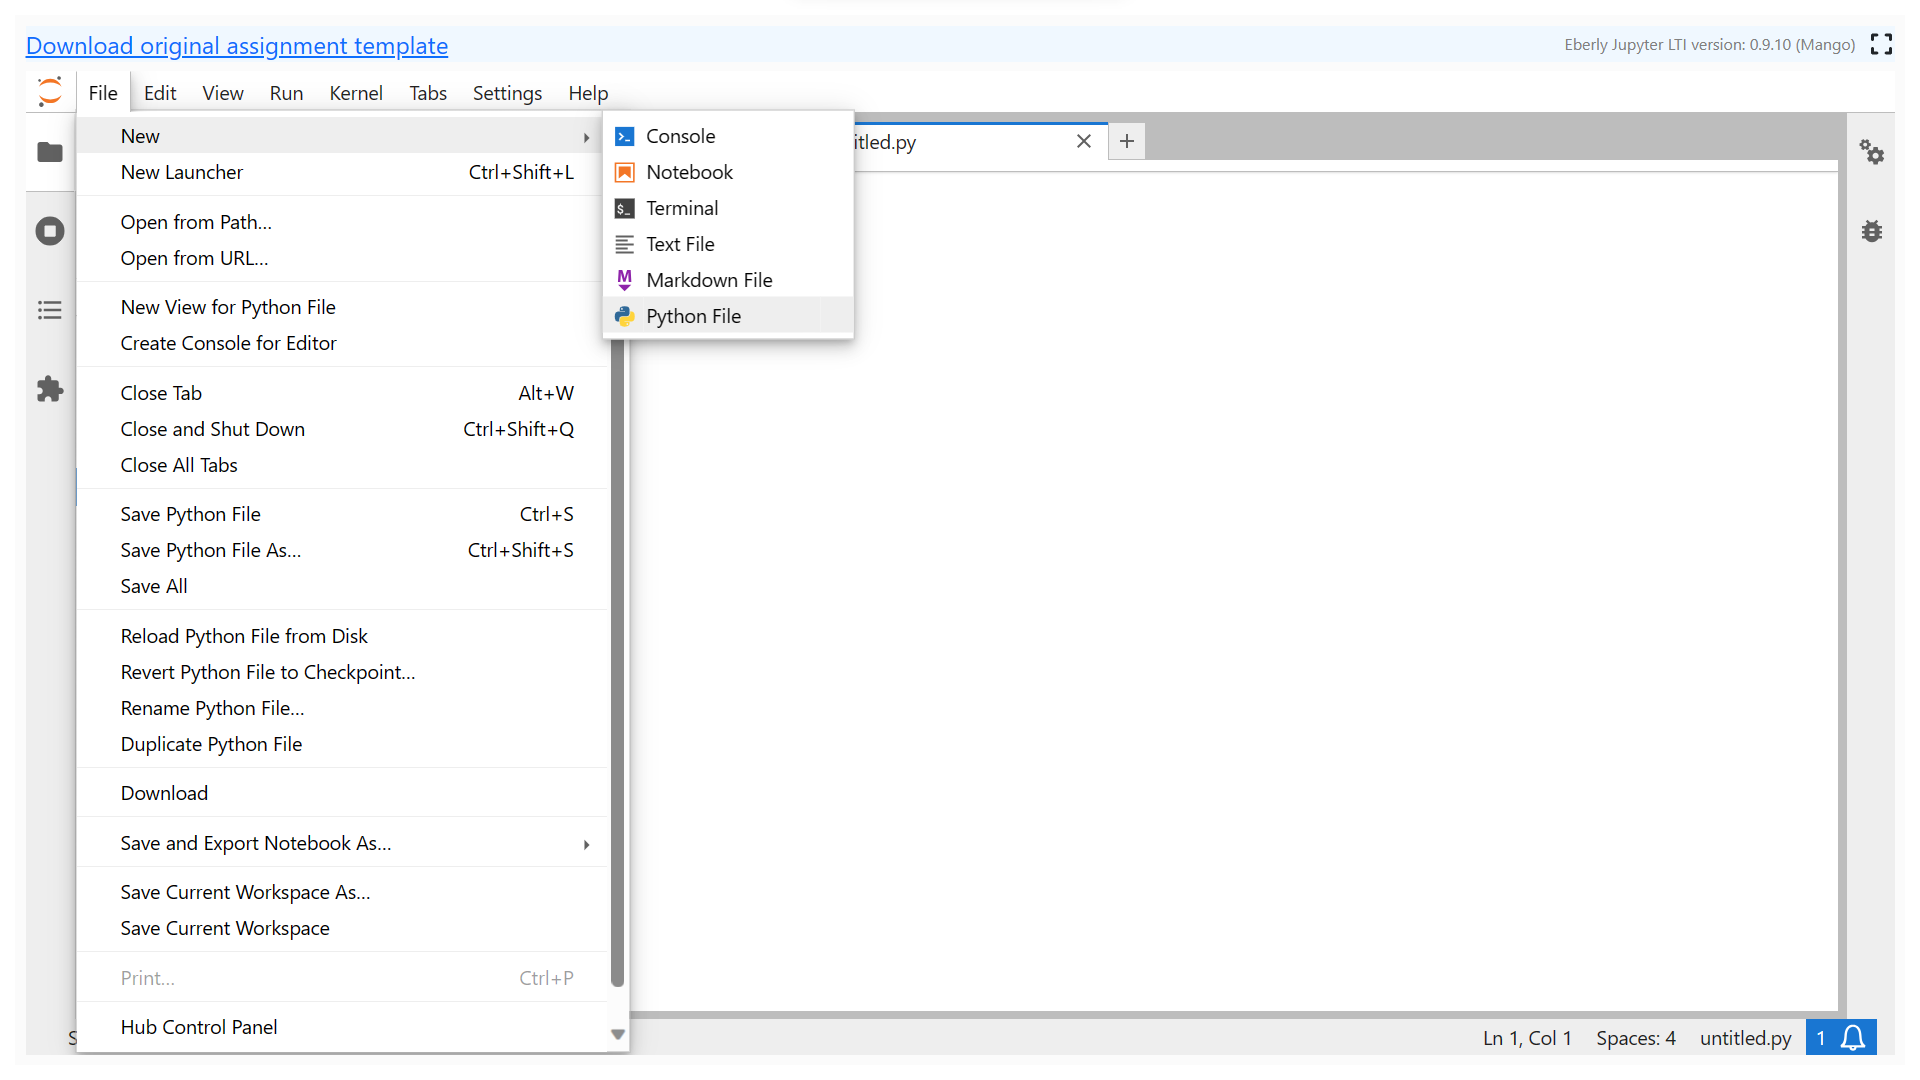 Download original assignment template
Eberly Jupyter LTI version: 0.9.10 (Mango)
File Edit View Run Kernel Tabs Settings Help
New
New Launcher Ctrl+Shift+L
Open from Path...
Open from URL...
New View for Python File
Create Console for Editor
Close Tab Alt+W
Close and Shut Down Ctrl+Shift+Q
Close All Tabs
Save Python File Ctrl+S
Save Python File As... Ctrl+Shift+S
Save All
Reload Python File from Disk
Revert Python File to Checkpoint...
Rename Python File...
Duplicate Python File
Download
Save and Export Notebook As...
Save Current Workspace As...
Save Current Workspace
Print... Ctrl+P
Hub Control Panel
Console
Notebook
$_ Terminal
Text File
M Markdown File
Python File
itled.py
S
Ln 1, Col 1 Spaces: 4 untitled.py 1